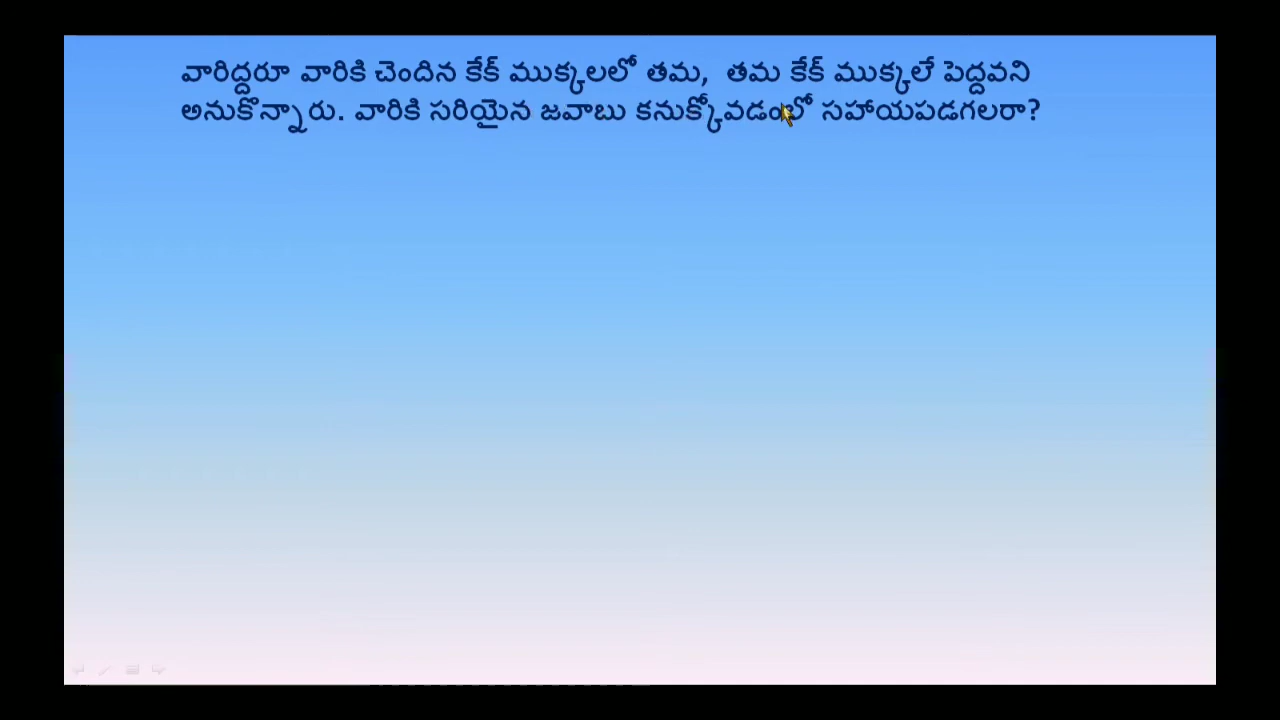 వారిద్దరూ వారికి చెందిన కేక్ ముక్కలలో తమ, తమ కేక్ ముక్కలే పెద్దవని
అనుకొన్నారు. వారికి సరియైన జవాబు కనుక్కోవడంలో సహాయపడగలరా?